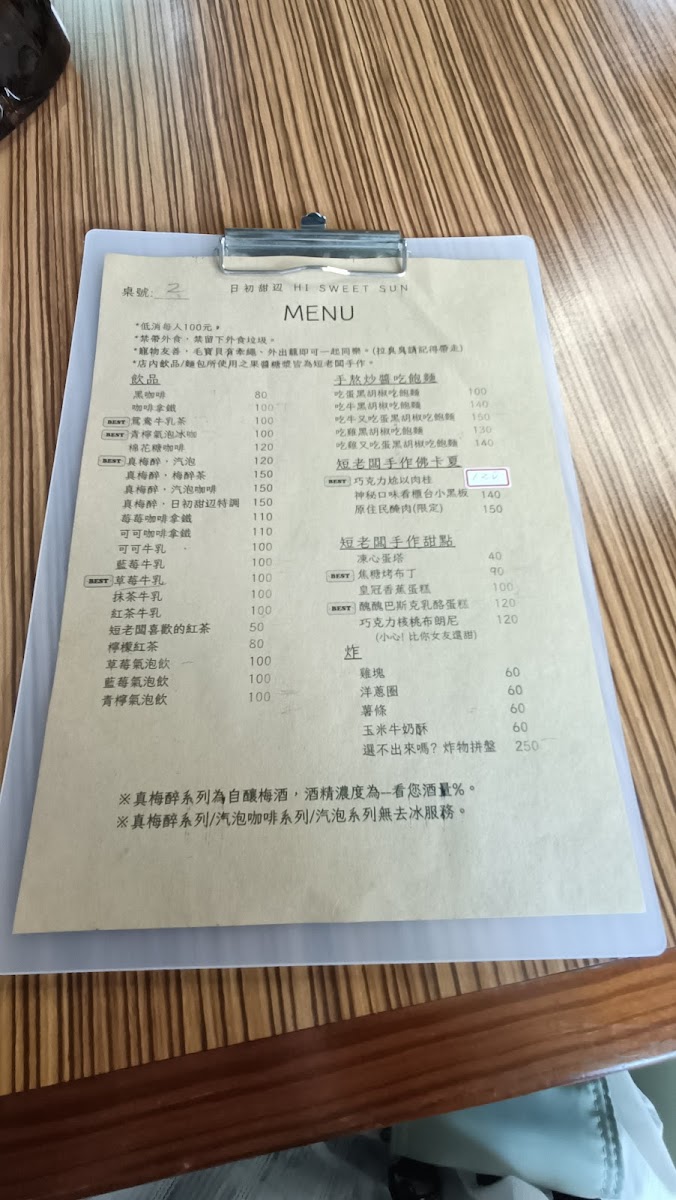 桌號: 2
日初甜辺 HI SWEET SUN
MENU
*低消每人100元,
*禁帶外食,禁留下外食垃圾。
*寵物友善,毛寶貝有牽繩、外出籠即可一起同樂。(拉臭臭請記得帶走)
*店內飲品/麵包所使用之果醬糖漿皆為短老闆手作。
飲品
黑咖啡 80
咖啡拿鐵 100
BEST 鴛鴦牛乳茶 100
BEST 青檸氣泡冰咖 100
棉花糖咖啡 120
BEST 真梅醉.汽泡 120
真梅醉.梅醉茶 150
真梅醉.汽泡咖啡 150
真梅醉.日初甜辺特調 150
莓莓咖啡拿鐵 110
可可咖啡拿鐵 110
可可牛乳 100
藍莓牛乳 100
BEST 草莓牛乳 100
抹茶牛乳 100
紅茶牛乳 100
短老闆喜歡的紅茶 50
檸檬紅茶 80
草莓氣泡飲 100
藍莓氣泡飲 100
青檸氣泡飲 100
手熬炒醬吃飽麵
吃蛋黑胡椒吃飽麵 100
吃牛黑胡椒吃飽麵 140
吃牛又吃蛋黑胡椒吃飽麵 150
吃雞黑胡椒吃飽麵 130
吃雞又吃蛋黑胡椒吃飽麵 140
短老闆手作佛卡夏
BEST 巧克力尬以肉桂 120
神秘口味看櫃台小黑板 140
原住民醃肉(限定) 150
短老闆手作甜點
凍心蛋塔 40
BEST 焦糖烤布丁 90
皇冠香蕉蛋糕 100
BEST 醜醜巴斯克乳酪蛋糕 120
巧克力核桃布朗尼 120
(小心! 比你女友還甜)
炸
雞塊 60
洋蔥圈 60
薯條 60
玉米牛奶酥 60
選不出來嗎? 炸物拼盤 250
※真梅醉系列為自釀梅酒,酒精濃度為--看您酒量%。
※真梅醉系列/汽泡咖啡系列/汽泡系列無去冰服務。